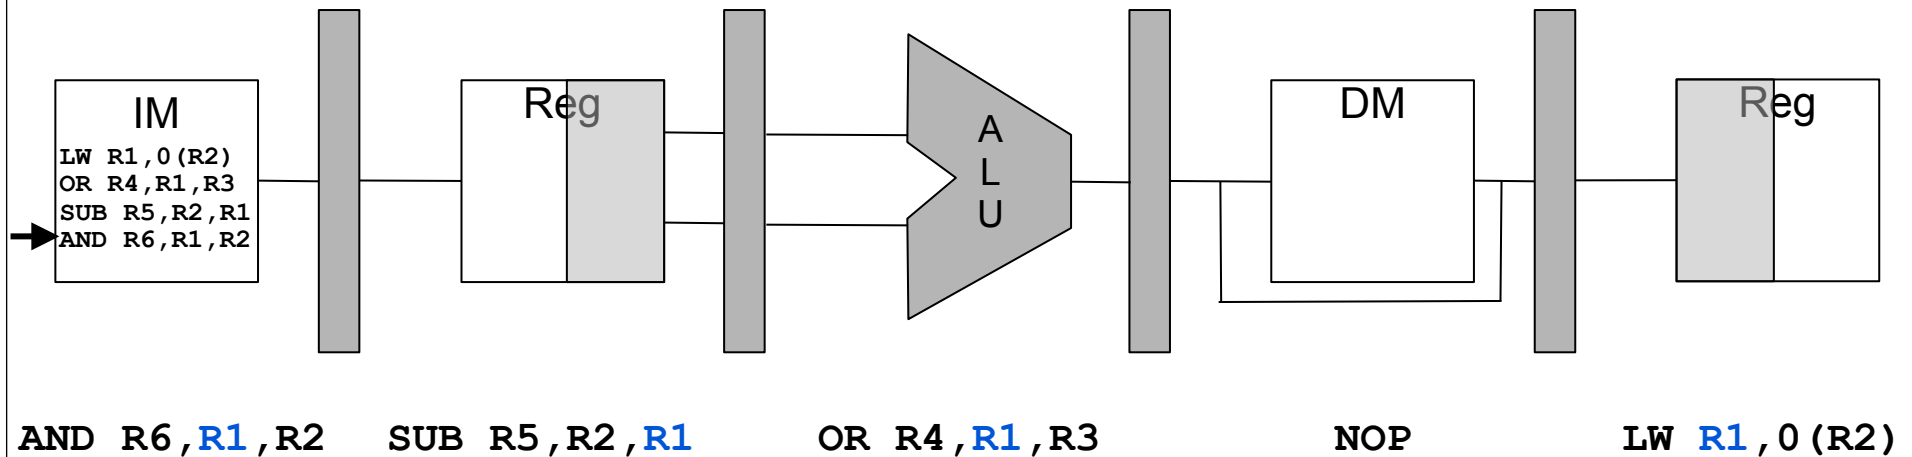 IM
LW R1,0(R2)
OR R4,R1,R3
SUB R5,R2,R1
AND R6,R1,R2
Reg
A
L
U
DM
Reg
AND R6,R1,R2 SUB R5,R2,R1 OR R4,R1,R3 NOP LW R1,0(R2)